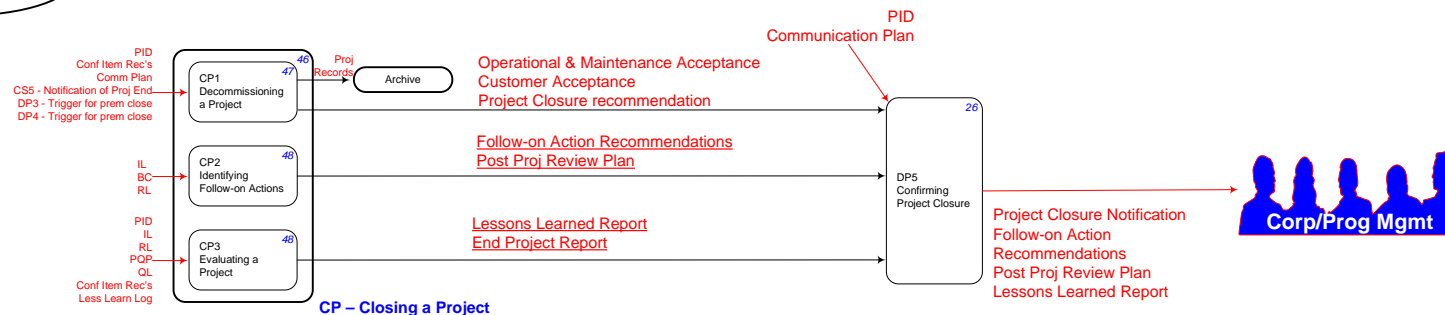 PID
Communication Plan
PID
Conf Item Rec's
Comm Plan
CS5 - Notification of Proj End
DP3 - Trigger for prem close
DP4 - Trigger for prem close
46
47
CP1
Decommissioning
a Project
Proj
Records
Archive
Operational & Maintenance Acceptance
Customer Acceptance
Project Closure recommendation
IL
BC
RL
48
CP2
Identifying
Follow-on Actions
Follow-on Action Recommendations
Post Proj Review Plan
PID
IL
RL
PQP
QL
Conf Item Rec's
Less Learn Log
48
CP3
Evaluating a
Project
Lessons Learned Report
End Project Report
CP – Closing a Project
26
DP5
Confirming
Project Closure
Project Closure Notification
Follow-on Action
Recommendations
Post Proj Review Plan
Lessons Learned Report
Corp/Prog Mgmt